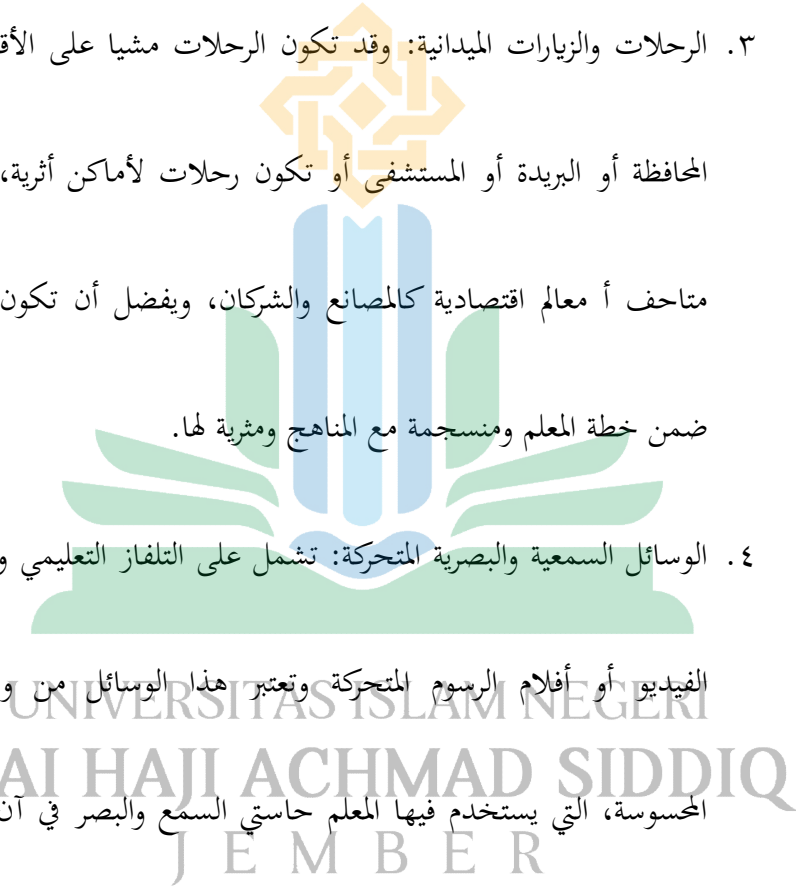 ٣. الرحلات والزيارات الميدانية: وقد تكون الرحلات مشيا على
المحافظة أو البريدة أو المستشفى أو تكون رحلات لأماكن أثرية،
متاحف أ معالم اقتصادية كالمصانع والشركان، ويفضل أن تكون
ضمن خطة المعلم ومنسجمة مع المناهج ومثرية لها.
٤. الوسائل السمعية والبصرية المتحركة: تشمل على التلفاز التعليمي
الفيديو أو أفلام الرسوم المتحركة وتعتبر هذا الوسائل من
UNIVERSITAS ISLAM NEGERI
AI HAJI ACHMAD SIDDIQ
المحسوسة، التي يستخدم فيها المعلم حاستي السمع والبصر في آن
JEMBER